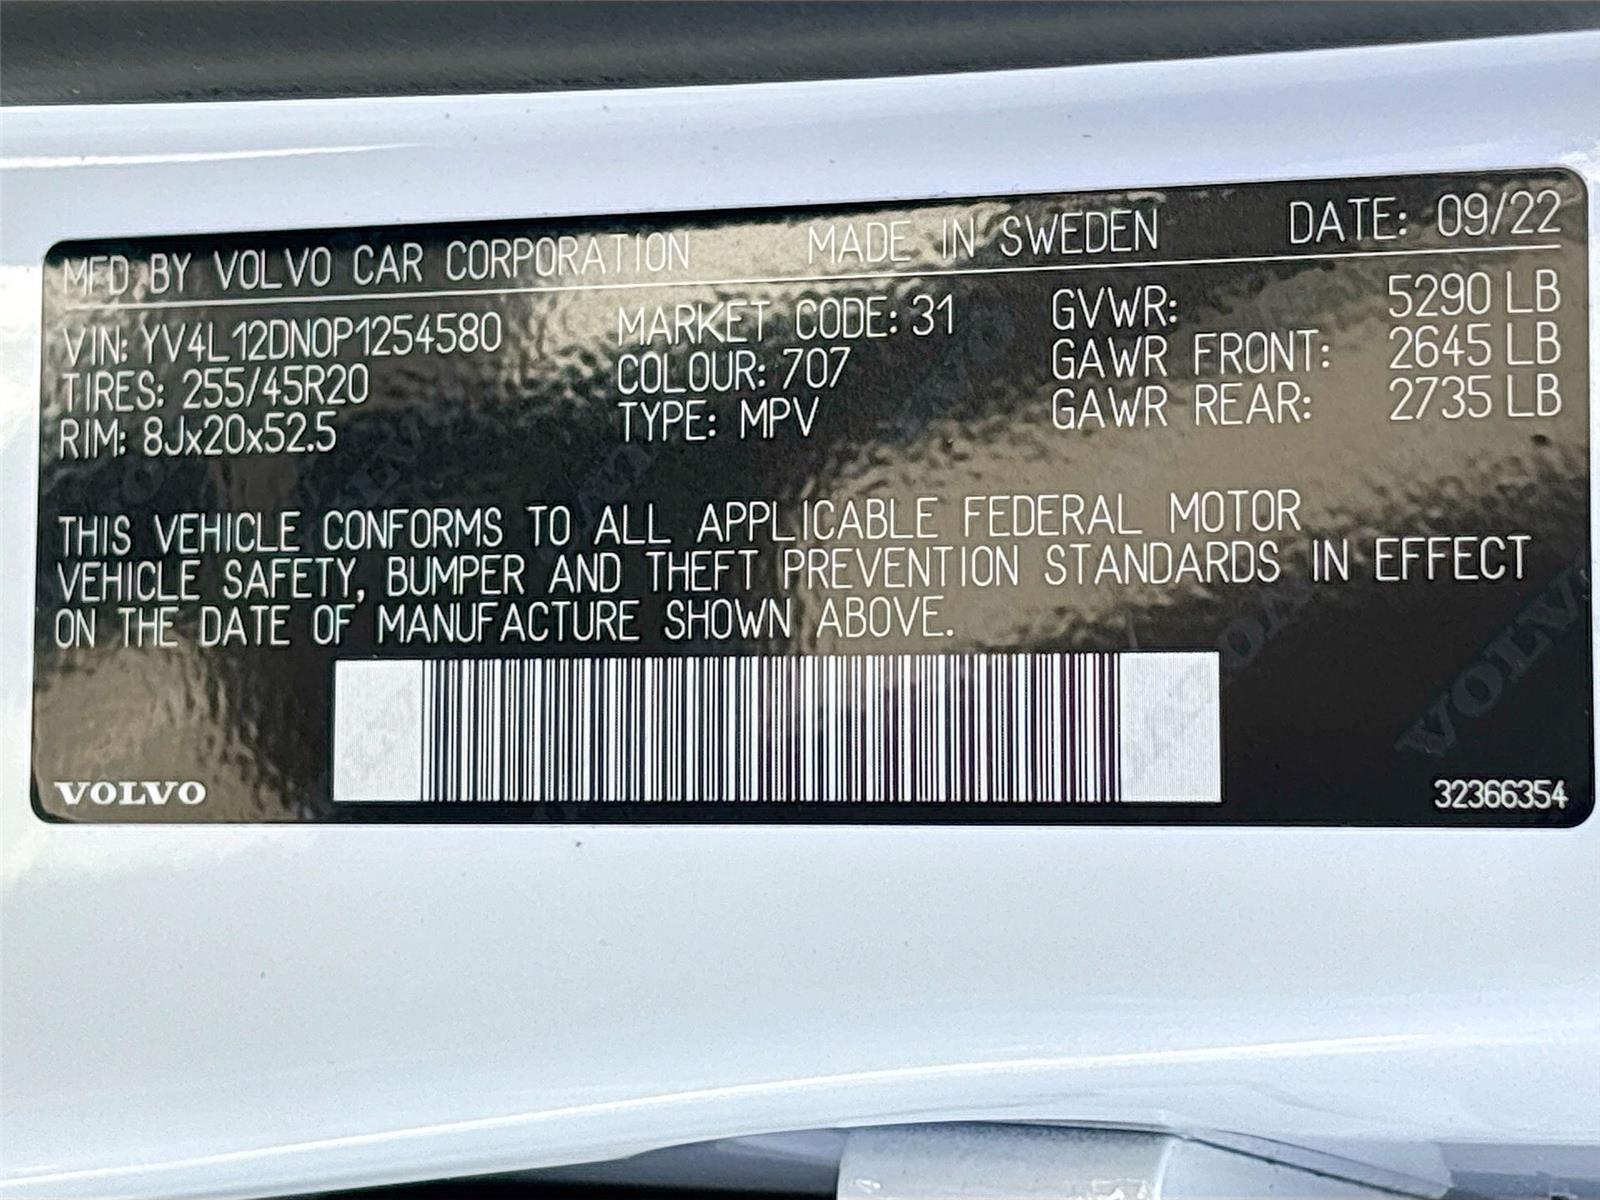 MFD BY VOLVO CAR CORPORATION MADE IN SWEDEN DATE: 09/22
VIN: YV4L12DN0P1254580 MARKET CODE: 31 GVWR: 5290 LB
TIRES: 255/45R20 COLOUR: 707 GAWR FRONT: 2645 LB
RIM: 8Jx20x52.5 TYPE: MPV GAWR REAR: 2735 LB
THIS VEHICLE CONFORMS TO ALL APPLICABLE FEDERAL MOTOR
VEHICLE SAFETY, BUMPER AND THEFT PREVENTION STANDARDS IN EFFECT
ON THE DATE OF MANUFACTURE SHOWN ABOVE.
VOLVO
VOLVO
32366354